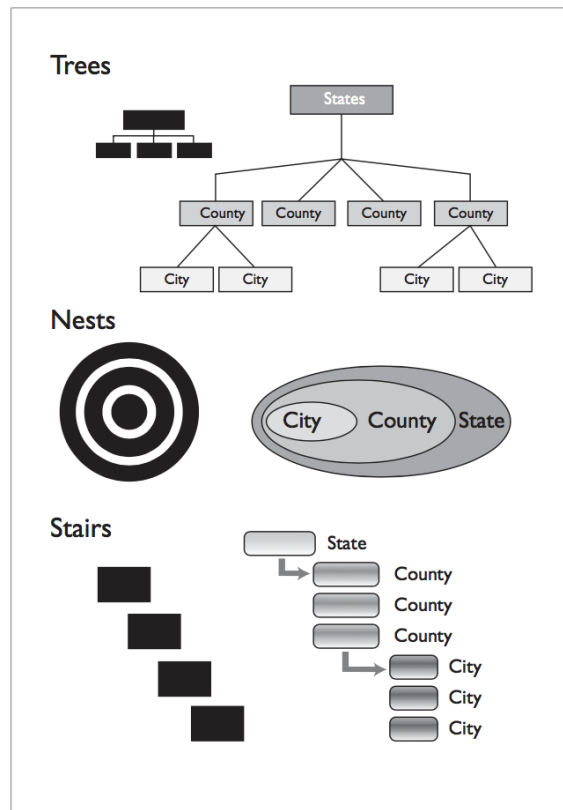 Trees
States
County County County County
City City City City
Nests
City County State
Stairs
State
County
County
County
City
City
City